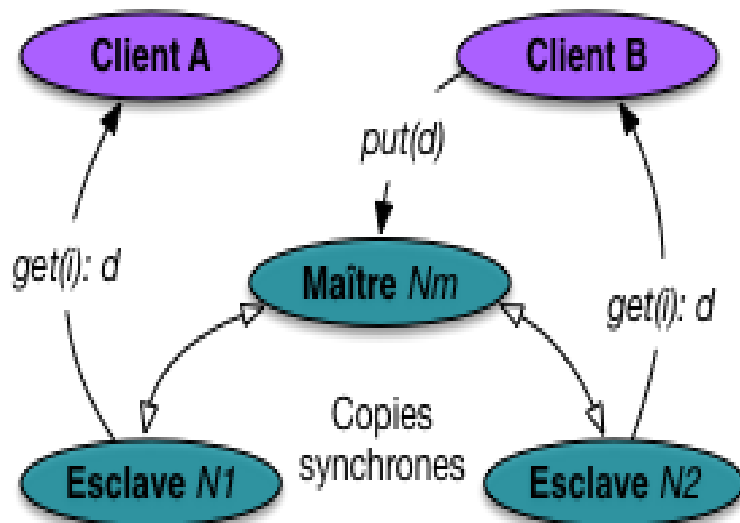 Client A
Client B
put(d)
get(i): d
Maître Nm
get(i): d
Copies
synchrones
Esclave N1
Esclave N2